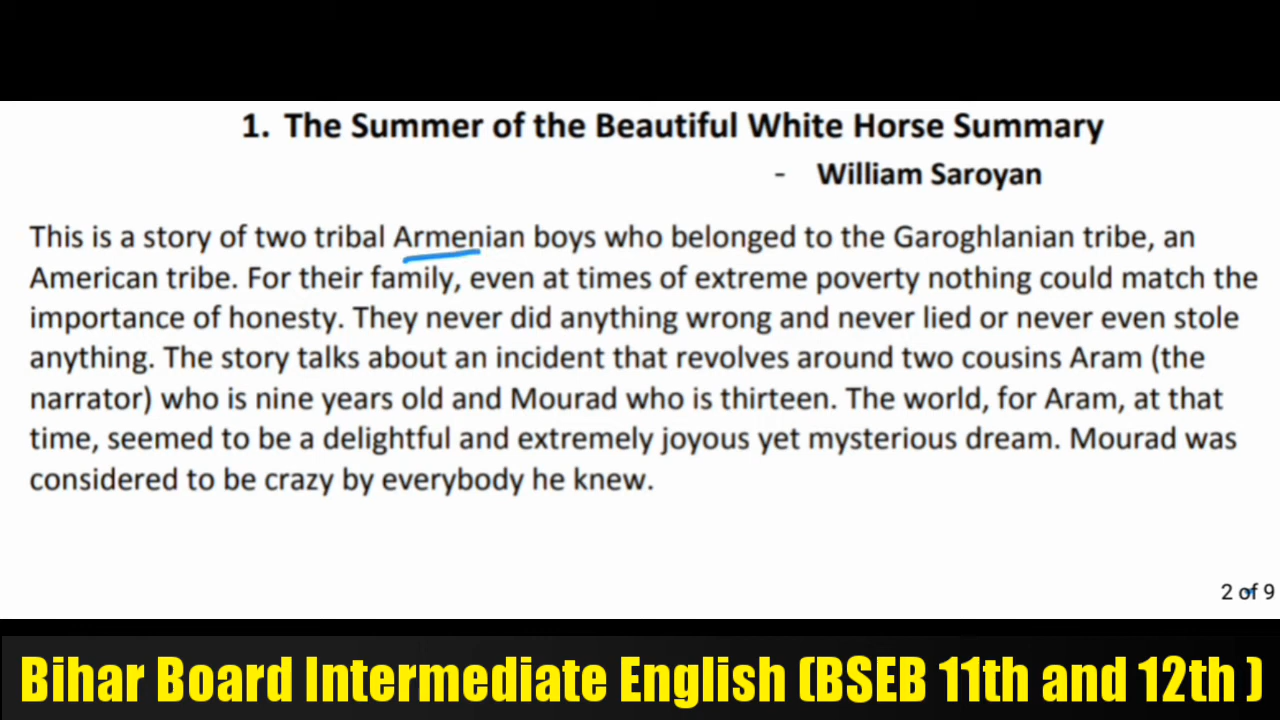 1. The Summer of the Beautiful White Horse Summary
- William Saroyan
This is a story of two tribal Armenian boys who belonged to the Garoghlanian tribe, an
American tribe. For their family, even at times of extreme poverty nothing could match the
importance of honesty. They never did anything wrong and never lied or never even stole
anything. The story talks about an incident that revolves around two cousins Aram (the
narrator) who is nine years old and Mourad who is thirteen. The world, for Aram, at that
time, seemed to be a delightful and extremely joyous yet mysterious dream. Mourad was
considered to be crazy by everybody he knew.
2 of 9
Bihar Board Intermediate English (BSEB 11th and 12th )